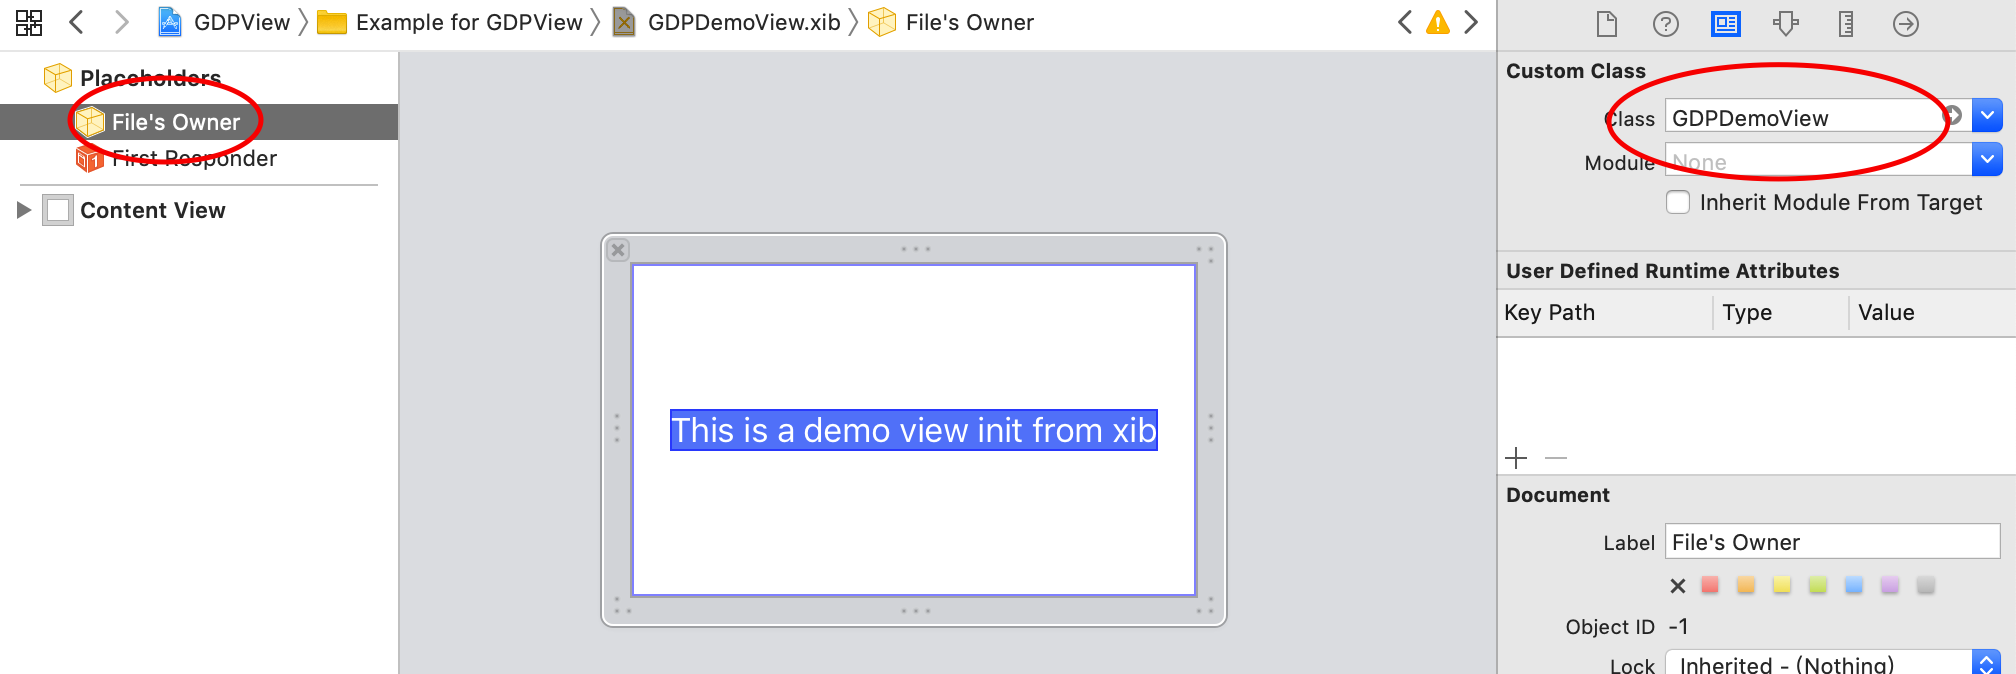 GDPView 〉 Example for GDPView 〉 GDPDemoView.xib 〉 File's Owner
Placeholders
File's Owner
First Responder
Content View
This is a demo view init from xib
Custom Class
Class GDPDemoView
Module None
Inherit Module From Target
User Defined Runtime Attributes
Key Path Type Value
Document
Label File's Owner
Object ID -1
Lock Inherited - (Nothing)